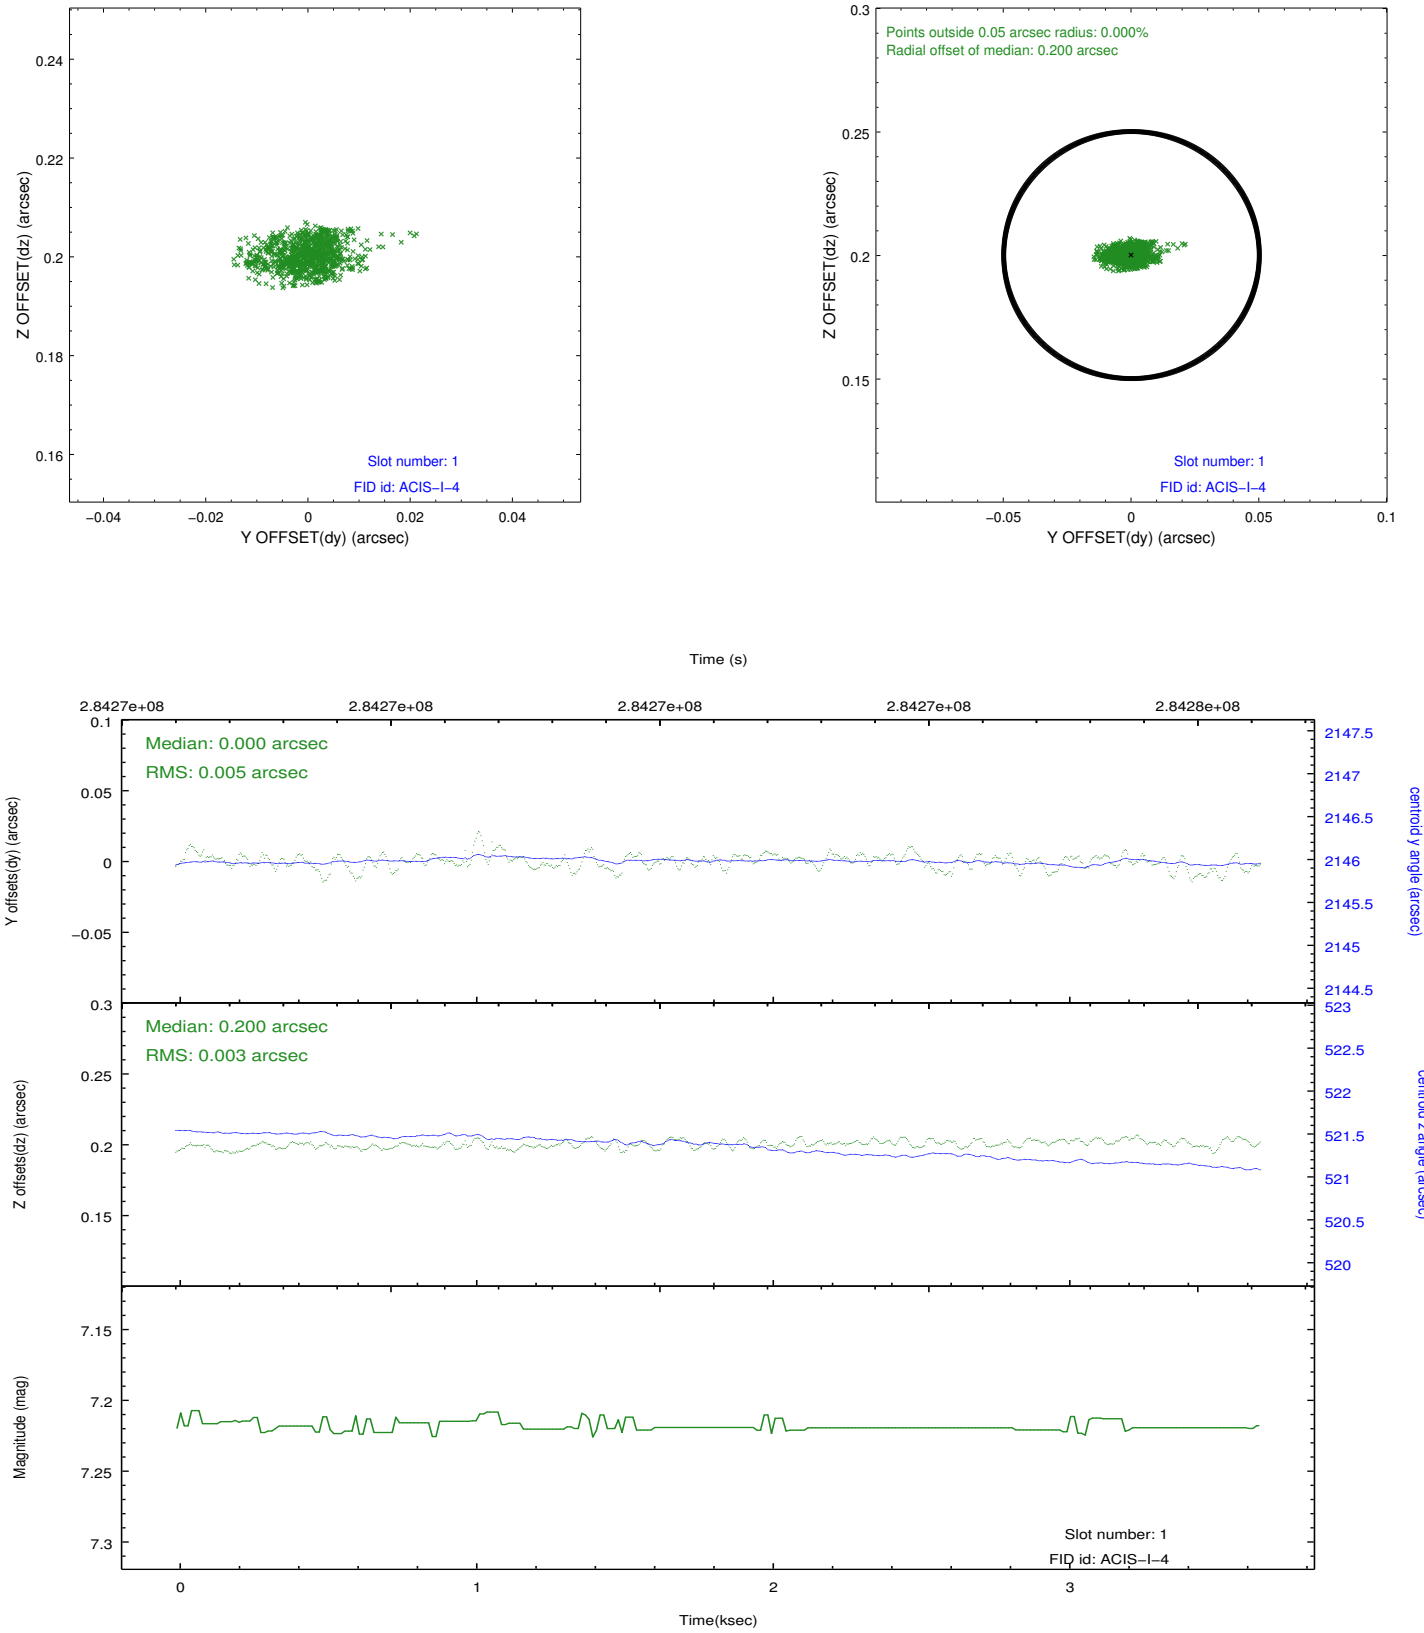 0.24
0.22
0.2
0.18
0.16
Z OFFSET(dz) (arcsec)
Slot number: 1
FID id: ACIS-I-4
-0.04
-0.02
0
0.02
0.04
Y OFFSET(dy) (arcsec)
0.3
0.25
0.2
0.15
Z OFFSET(dz) (arcsec)
Points outside 0.05 arcsec radius: 0.000%
Radial offset of median: 0.200 arcsec
Slot number: 1
FID id: ACIS-I-4
-0.05
0
0.05
0.1
Y OFFSET(dy) (arcsec)
Time (s)
2.8427e+08
2.8427e+08
2.8427e+08
2.8427e+08
2.8428e+08
0.1
0.05
0
-0.05
Y offsets(dy) (arcsec)
Median: 0.000 arcsec
RMS: 0.005 arcsec
2147.5
2147
2146.5
2146
2145.5
2145
2144.5
centroid y angle (arcsec)
0.3
0.25
0.2
0.15
Z offsets(dz) (arcsec)
Median: 0.200 arcsec
RMS: 0.003 arcsec
523
522.5
522
521.5
521
520.5
520
centroid z angle (arcsec)
7.15
7.2
7.25
7.3
Magnitude (mag)
Slot number: 1
FID id: ACIS-I-4
0
1
2
3
Time(ksec)